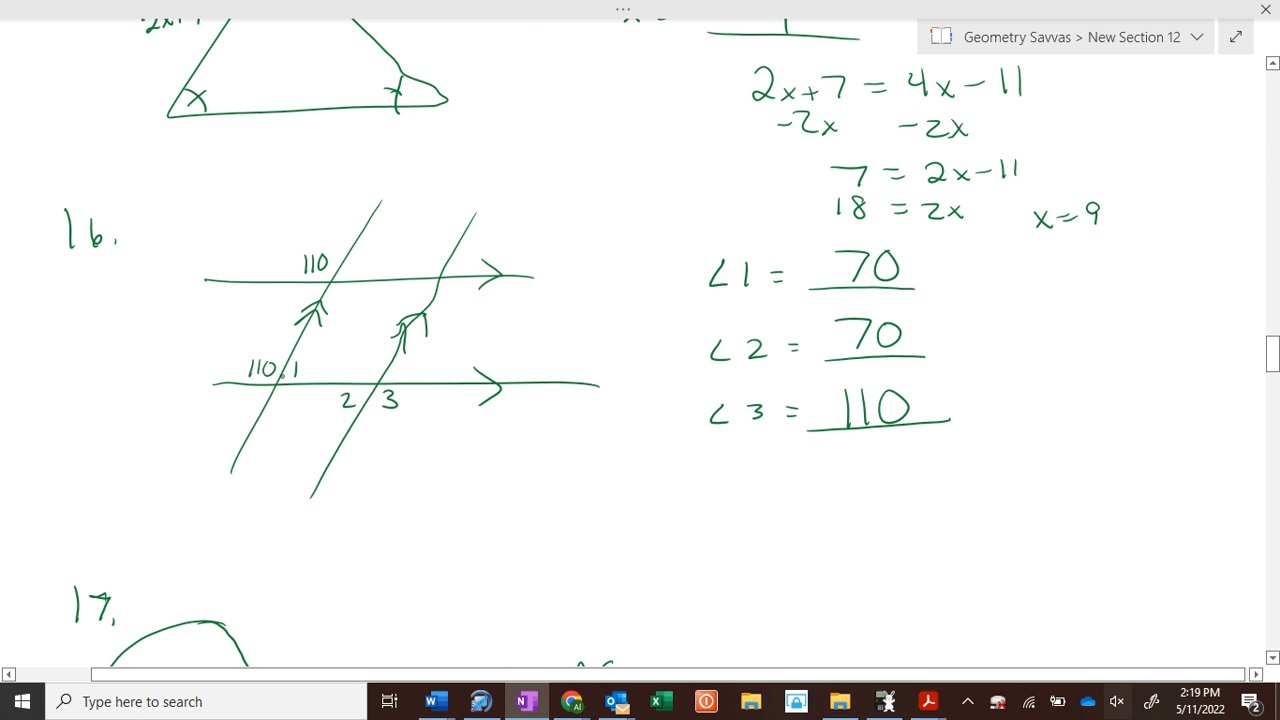 Geometry Savvas > New Section 12
x =
2x+7 = 4x-11
-2x -2x
x
7 = 2x-11
18 = 2x x=9
16.
110
∠1 = 70
∠2 = 70
110 1
2 3
∠3 = 110
17.
Type here to search
2:19 PM
5/11/2022
2